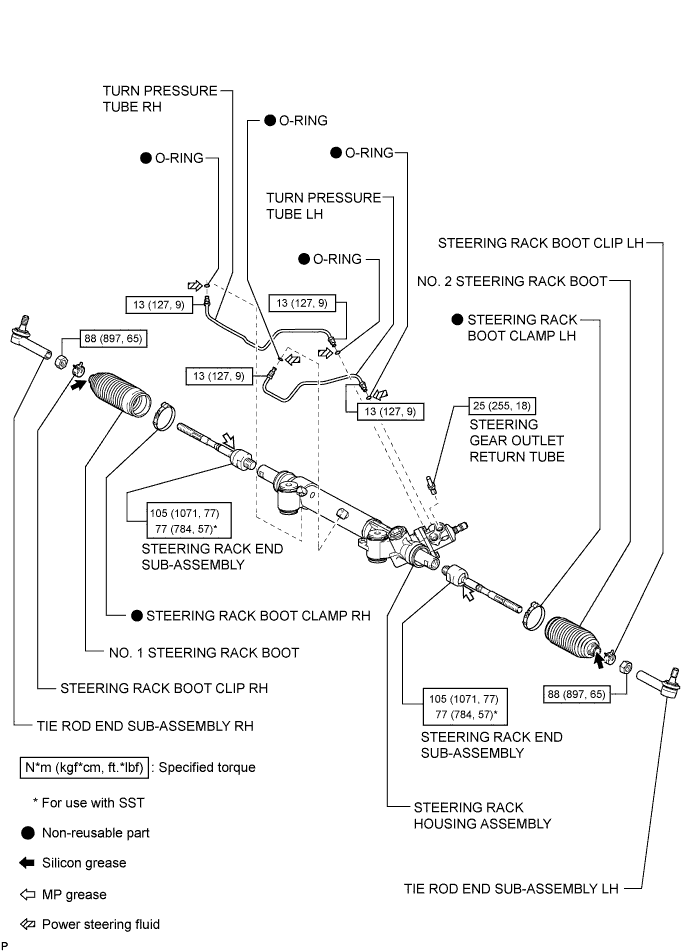 TURN PRESSURE
TUBE RH
O-RING
O-RING
O-RING
TURN PRESSURE
TUBE LH
STEERING RACK BOOT CLIP LH
O-RING
NO. 2 STEERING RACK BOOT
13 (127, 9)
13 (127, 9)
STEERING RACK
BOOT CLAMP LH
88 (897, 65)
13 (127, 9)
13 (127, 9)
25 (255, 18)
STEERING
GEAR OUTLET
RETURN TUBE
105 (1071, 77)
77 (784, 57)*
STEERING RACK END
SUB-ASSEMBLY
STEERING RACK BOOT CLAMP RH
NO. 1 STEERING RACK BOOT
STEERING RACK BOOT CLIP RH
88 (897, 65)
105 (1071, 77)
77 (784, 57)*
TIE ROD END SUB-ASSEMBLY RH
STEERING RACK END
SUB-ASSEMBLY
N*m (kgf*cm, ft.*lbf) : Specified torque
* For use with SST
STEERING RACK
HOUSING ASSEMBLY
Non-reusable part
Silicon grease
TIE ROD END SUB-ASSEMBLY LH
MP grease
Power steering fluid
P